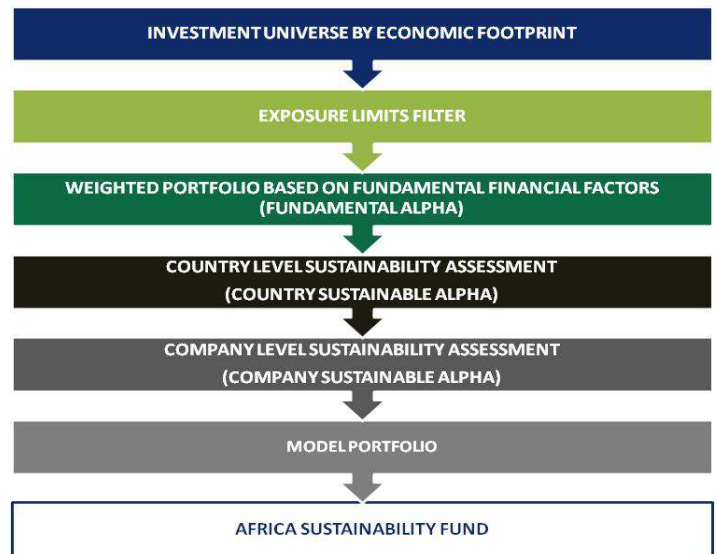 INVESTMENT UNIVERSE BY ECONOMIC FOOTPRINT
EXPOSURE LIMITS FILTER
WEIGHTED PORTFOLIO BASED ON FUNDAMENTAL FINANCIAL FACTORS
(FUNDAMENTAL ALPHA)
COUNTRY LEVEL SUSTAINABILITY ASSESSMENT
(COUNTRY SUSTAINABLE ALPHA)
COMPANY LEVEL SUSTAINABILITY ASSESSMENT
(COMPANY SUSTAINABLE ALPHA)
MODEL PORTFOLIO
AFRICA SUSTAINABILITY FUND